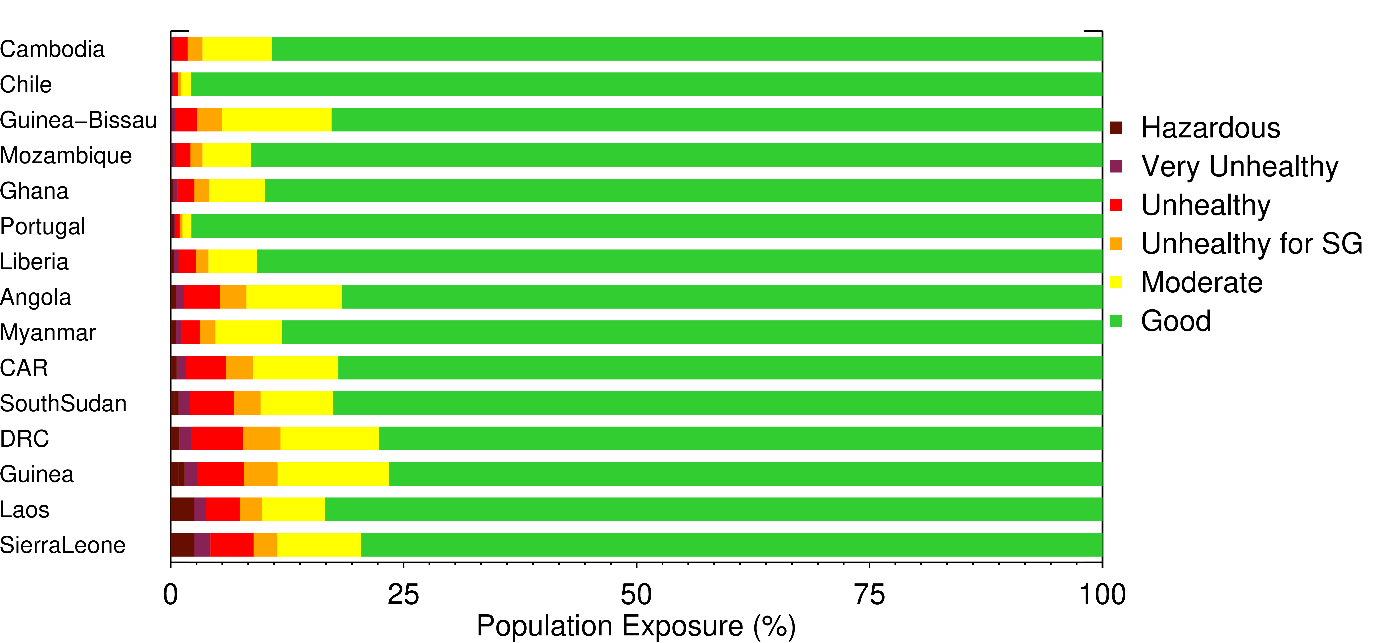 Cambodia
Chile
Guinea−Bissau
Mozambique
Ghana
Portugal
Liberia
Angola
Myanmar
CAR
SouthSudan
DRC
Guinea
Laos
SierraLeone
0 25 50 75 100
Population Exposure (%)
Hazardous
Very Unhealthy
Unhealthy
Unhealthy for SG
Moderate
Good